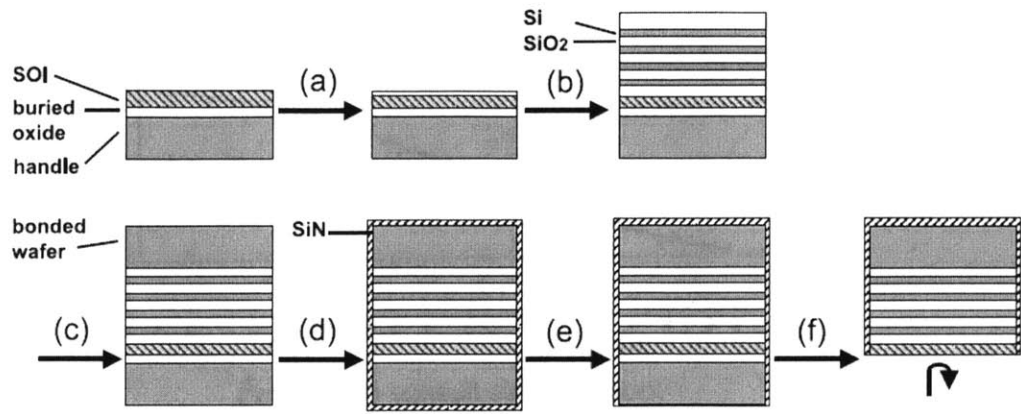 Si
SiO2
SOI
(a)
(b)
buried
oxide
handle
bonded
wafer
SiN
(c)
(d)
(e)
(f)